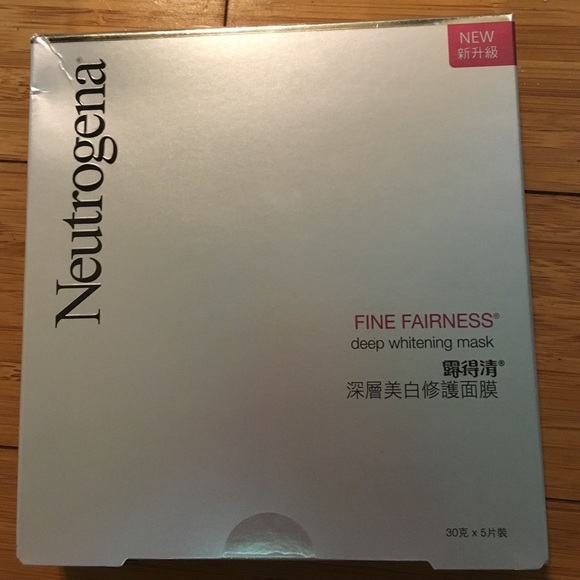 NEW
新升級
Neutrogena®
FINE FAIRNESS®
deep whitening mask
露得清®
深層美白修護面膜
30克 x 5片裝